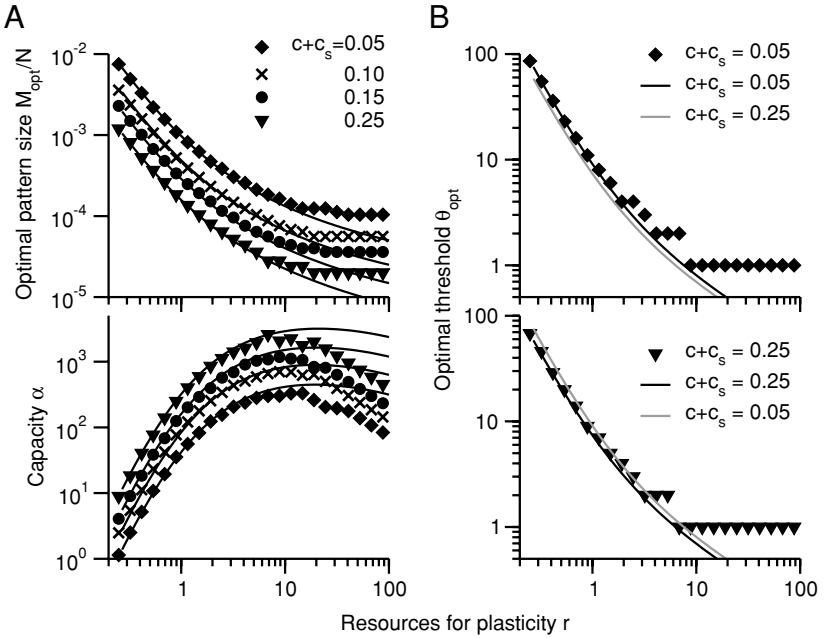 A
Optimal pattern size M_opt/N
10^-2
10^-3
10^-4
10^-5
c+c_s=0.05
0.10
0.15
0.25
Capacity α
10^3
10^2
10^1
10^0
1
10
100
B
Optimal threshold θ_opt
100
10
1
c+c_s = 0.05
c+c_s = 0.05
c+c_s = 0.25
100
10
1
c+c_s = 0.25
c+c_s = 0.25
c+c_s = 0.05
1
10
100
Resources for plasticity r